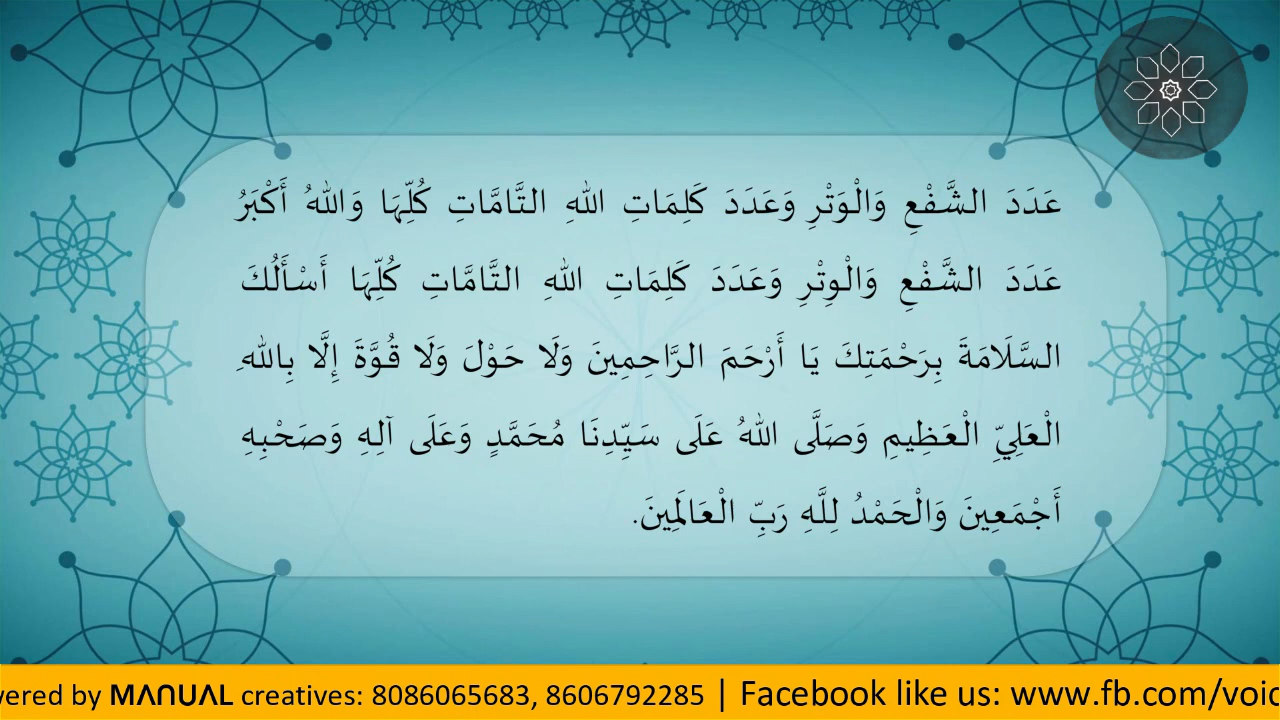 عَدَدَ الشَّفْعِ وَالْوَتْرِ وَعَدَدَ كَلِمَاتِ اللهِ التَّامَّاتِ كُلِّهَا وَاللهُ أَكْبَرُ
عَدَدَ الشَّفْعِ وَالْوِتْرِ وَعَدَدَ كَلِمَاتِ اللهِ التَّامَّاتِ كُلِّهَا أَسْأَلُكَ
السَّلَامَةَ بِرَحْمَتِكَ يَا أَرْحَمَ الرَّاحِمِينَ وَلَا حَوْلَ وَلَا قُوَّةَ إِلَّا بِاللهِ
الْعَلِيِّ الْعَظِيمِ وَصَلَّى اللهُ عَلَى سَيِّدِنَا مُحَمَّدٍ وَعَلَى آلِهِ وَصَحْبِهِ
أَجْمَعِينَ وَالْحَمْدُ لِلَّهِ رَبِّ الْعَالَمِينَ.
wered by MANUAL creatives: 8086065683, 8606792285 | Facebook like us: www.fb.com/voic